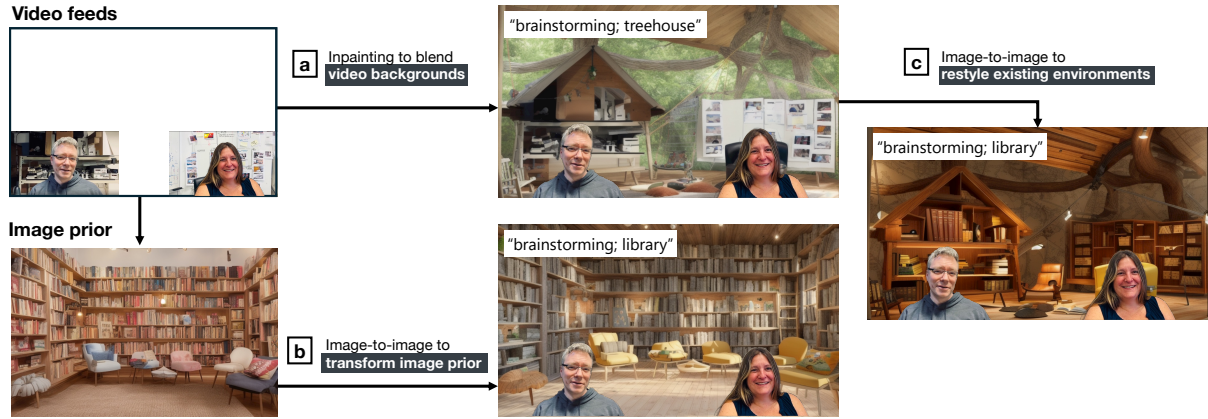 Video feeds
a
Inpainting to blend
video backgrounds
"brainstorming; treehouse"
c
Image-to-image to
restyle existing environments
"brainstorming; library"
Image prior
b
Image-to-image to
transform image prior
"brainstorming; library"